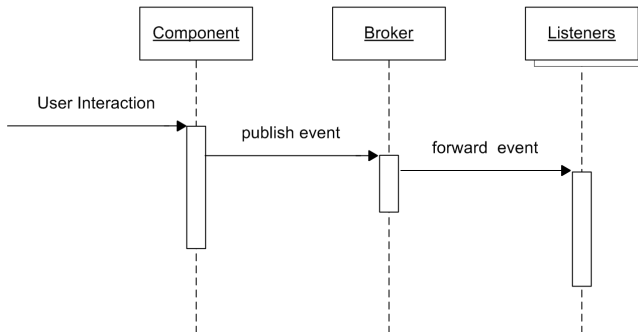 Component
Broker
Listeners
User Interaction
publish event
forward event